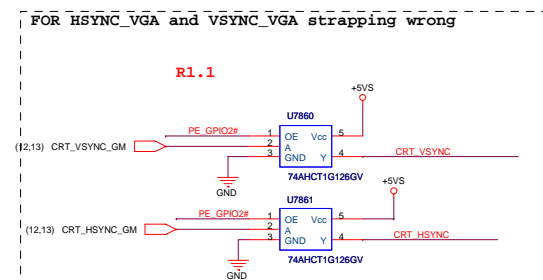 FOR HSYNC_VGA and VSYNC_VGA strapping wrong
R1.1
+5VS
U7860
PE_GPIO2# 1 OE Vcc 5
(12,13) CRT_VSYNC_GM 2 A
3 GND Y 4 CRT_VSYNC
74AHCT1G126GV
GND
+5VS
U7861
PE_GPIO2# 1 OE Vcc 5
(12,13) CRT_HSYNC_GM 2 A
3 GND Y 4 CRT_HSYNC
74AHCT1G126GV
GND